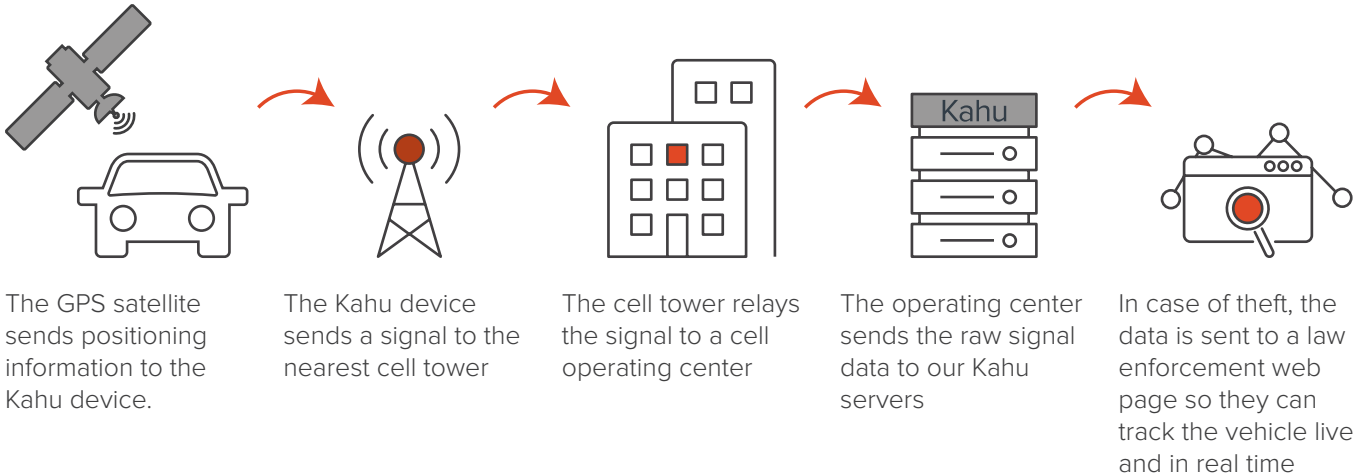 Kahu
The GPS satellite
sends positioning
information to the
Kahu device.
The Kahu device
sends a signal to the
nearest cell tower
The cell tower relays
the signal to a cell
operating center
The operating center
sends the raw signal
data to our Kahu
servers
In case of theft, the
data is sent to a law
enforcement web
page so they can
track the vehicle live
and in real time